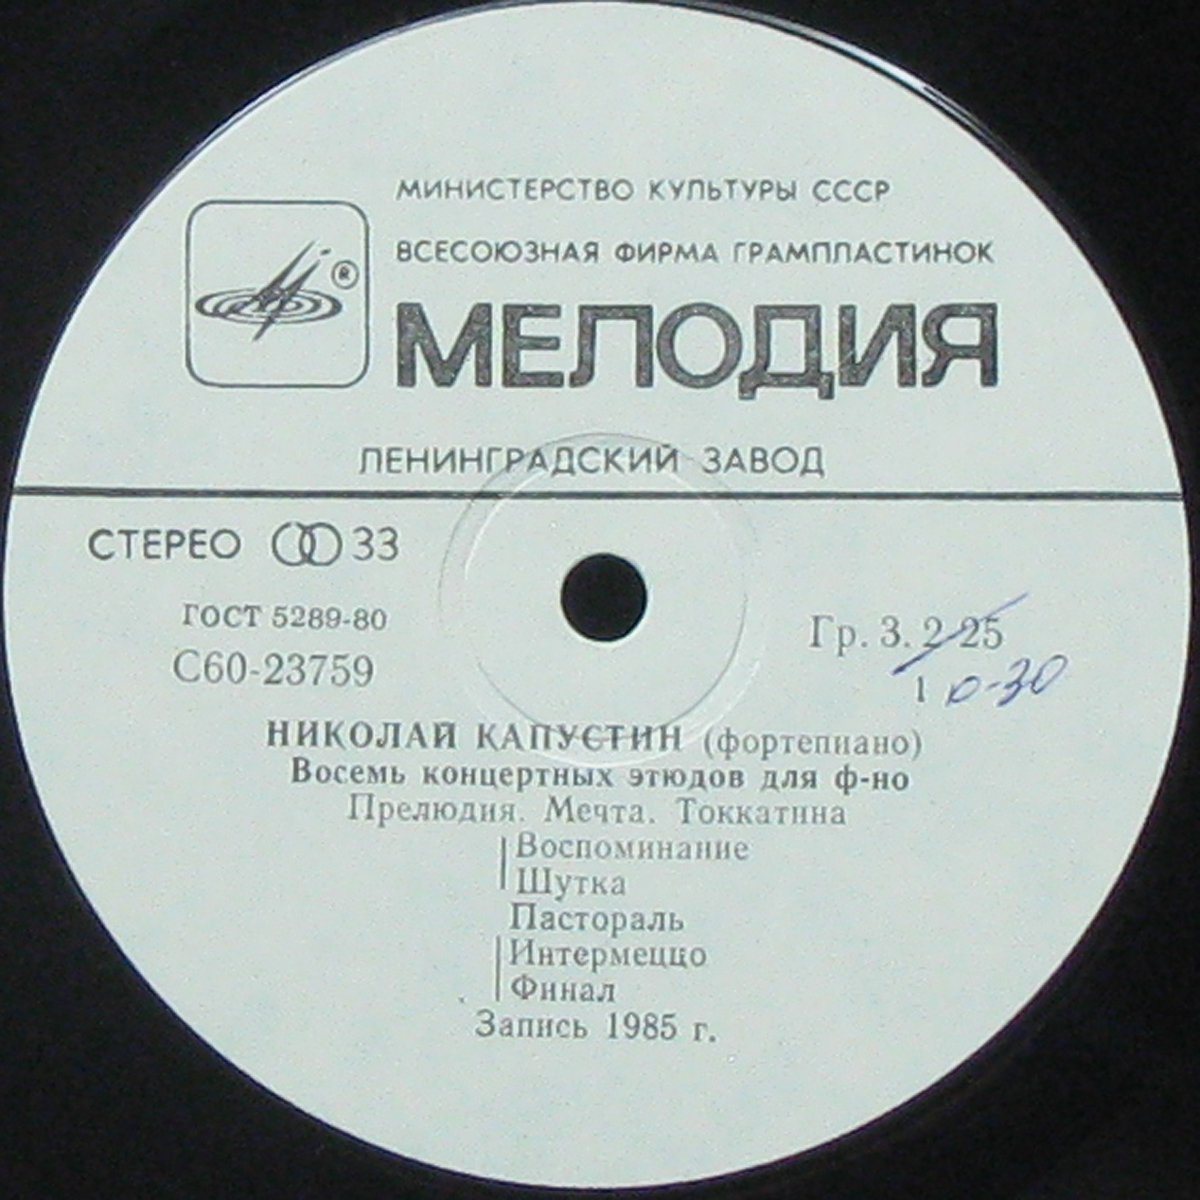 МИНИСТЕРСТВО КУЛЬТУРЫ СССР
ВСЕСОЮЗНАЯ ФИРМА ГРАМПЛАСТИНОК
®
МЕЛОДИЯ
ЛЕНИНГРАДСКИЙ ЗАВОД
СТЕРЕО 33
ГОСТ 5289-80
С60-23759
Гр. 3. 2-25
1 0-30
НИКОЛАЙ КАПУСТИН (фортепиано)
Восемь концертных этюдов для ф-но
Прелюдия. Мечта. Токкатина
Воспоминание
Шутка
Пастораль
Интермеццо
Финал
Запись 1985 г.